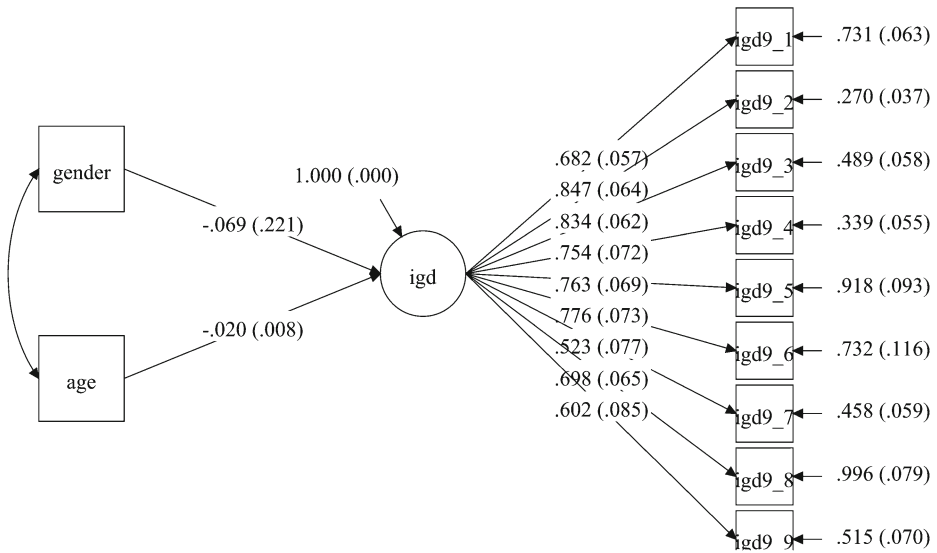 igd9_1 .731 (.063)
igd9_2 .270 (.037)
igd9_3 .489 (.058)
igd9_4 .339 (.055)
igd9_5 .918 (.093)
igd9_6 .732 (.116)
igd9_7 .458 (.059)
igd9_8 .996 (.079)
igd9_9 .515 (.070)
.682 (.057)
.847 (.064)
.834 (.062)
.754 (.072)
.763 (.069)
.776 (.073)
.523 (.077)
.698 (.065)
.602 (.085)
gender
1.000 (.000)
-.069 (.221)
igd
-.020 (.008)
age